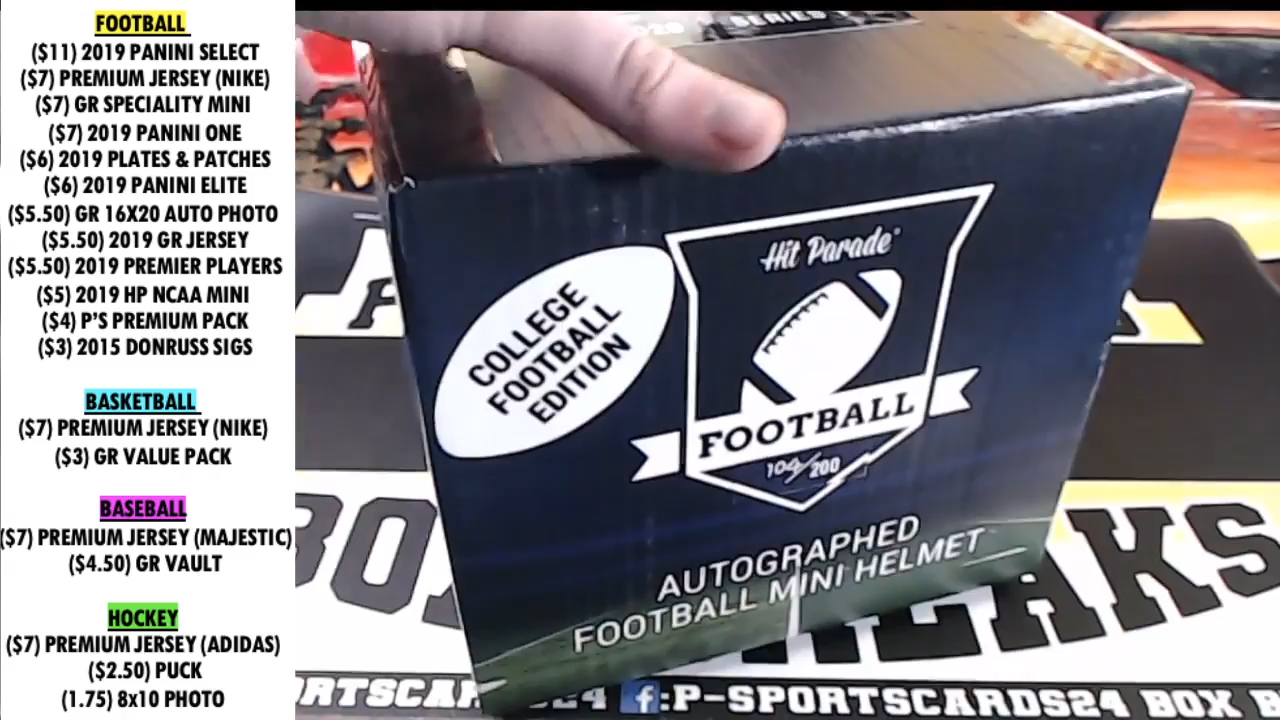 FOOTBALL
($11) 2019 PANINI SELECT
($7) PREMIUM JERSEY (NIKE)
($7) GR SPECIALITY MINI
($7) 2019 PANINI ONE
($6) 2019 PLATES & PATCHES
($6) 2019 PANINI ELITE
($5.50) GR 16X20 AUTO PHOTO
($5.50) 2019 GR JERSEY
($5.50) 2019 PREMIER PLAYERS
($5) 2019 HP NCAA MINI
($4) P'S PREMIUM PACK
($3) 2015 DONRUSS SIGS
BASKETBALL
($7) PREMIUM JERSEY (NIKE)
($3) GR VALUE PACK
BASEBALL
($7) PREMIUM JERSEY (MAJESTIC)
($4.50) GR VAULT
HOCKEY
($7) PREMIUM JERSEY (ADIDAS)
($2.50) PUCK
(1.75) 8x10 PHOTO
SERIES
Hit Parade
COLLEGE
FOOTBALL
EDITION
FOOTBALL
104/200
AUTOGRAPHED
FOOTBALL MINI HELMET
:P-SPORTSCARDS24 BOX B